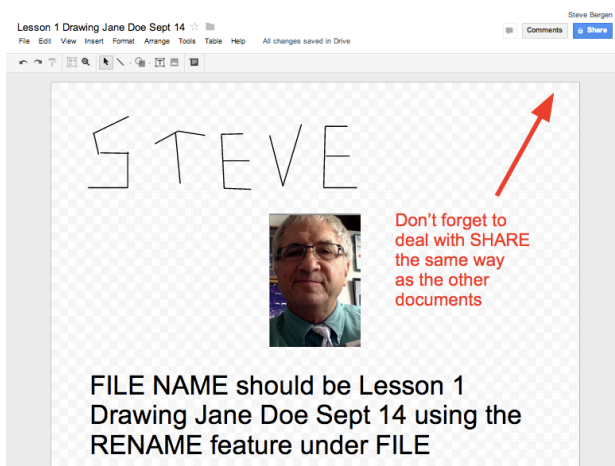 Steve Bergen
Lesson 1 Drawing Jane Doe Sept 14
File Edit View Insert Format Arrange Tools Table Help All changes saved in Drive
Comments Share
STEVE
Don't forget to
deal with SHARE
the same way
as the other
documents
FILE NAME should be Lesson 1
Drawing Jane Doe Sept 14 using the
RENAME feature under FILE